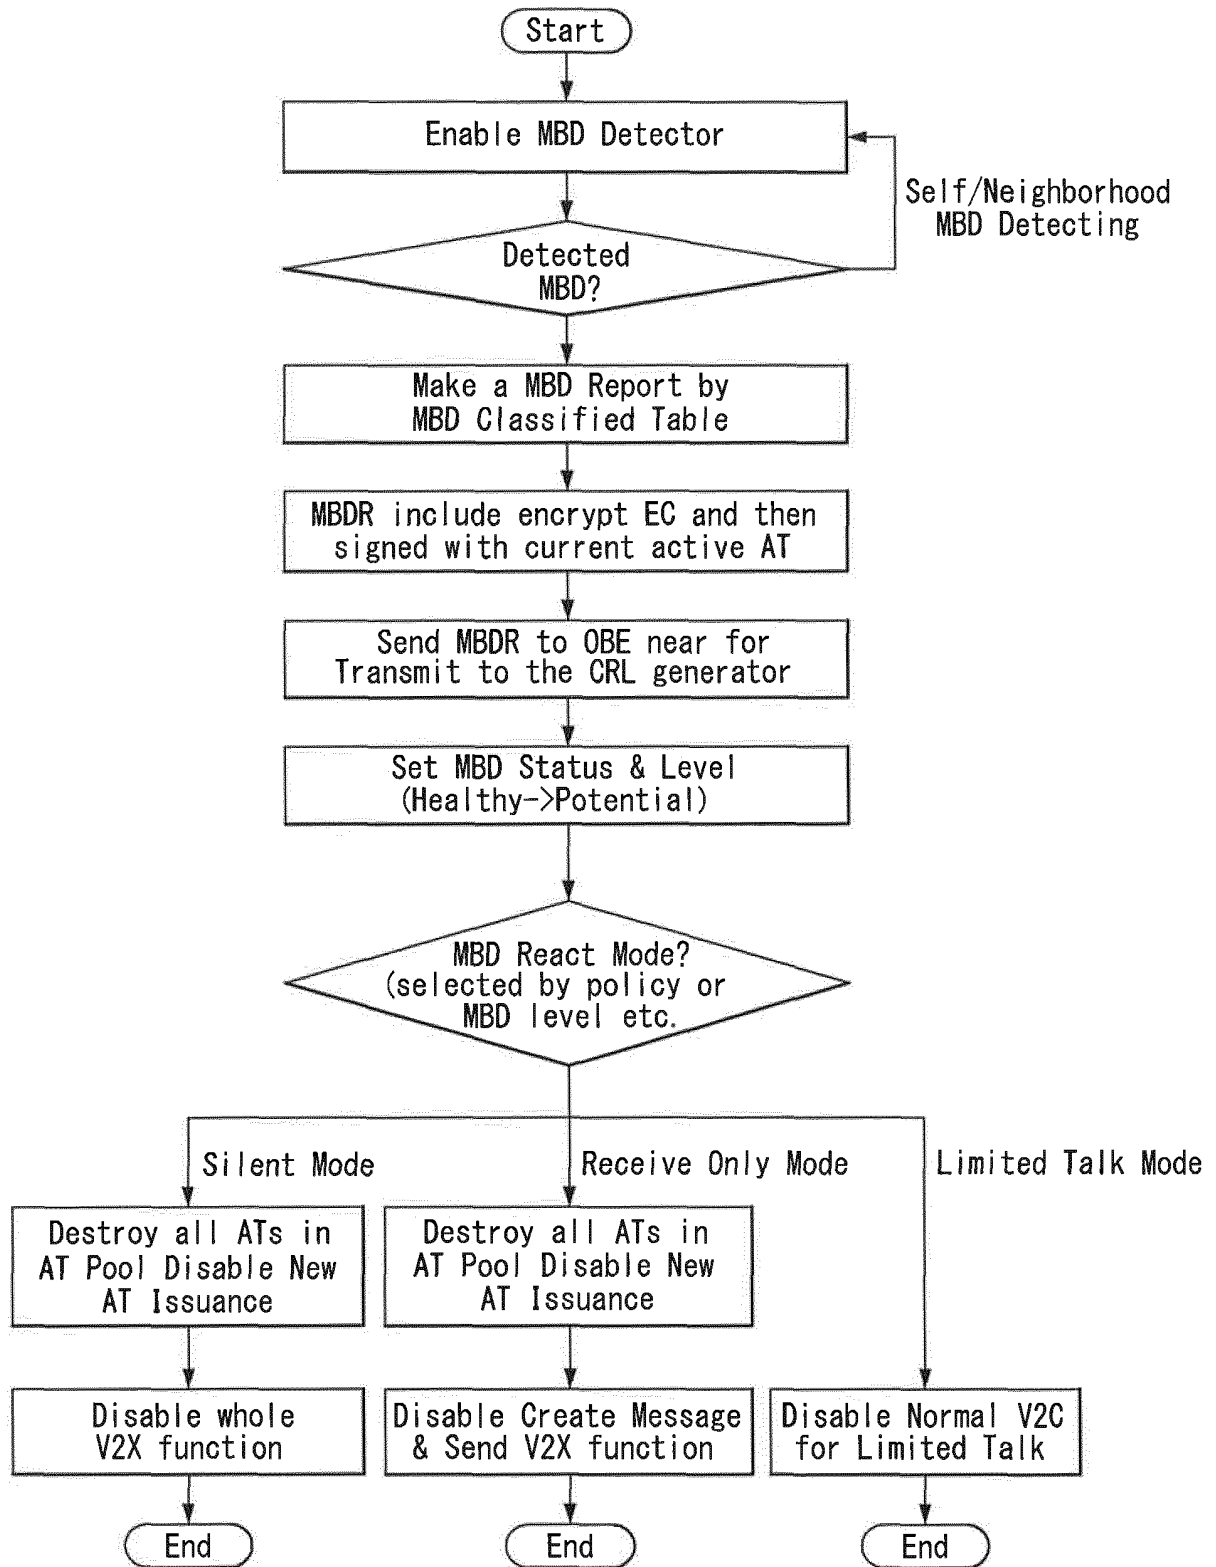 Start
Enable MBD Detector
Self/Neighborhood
MBD Detecting
Detected
MBD?
Make a MBD Report by
MBD Classified Table
MBDR include encrypt EC and then
signed with current active AT
Send MBDR to OBE near for
Transmit to the CRL generator
Set MBD Status & Level
(Healthy->Potential)
MBD React Mode?
(selected by policy or
MBD level etc.
Silent Mode
Receive Only Mode
Limited Talk Mode
Destroy all ATs in
AT Pool Disable New
AT Issuance
Destroy all ATs in
AT Pool Disable New
AT Issuance
Disable whole
V2X function
Disable Create Message
& Send V2X function
Disable Normal V2C
for Limited Talk
End
End
End